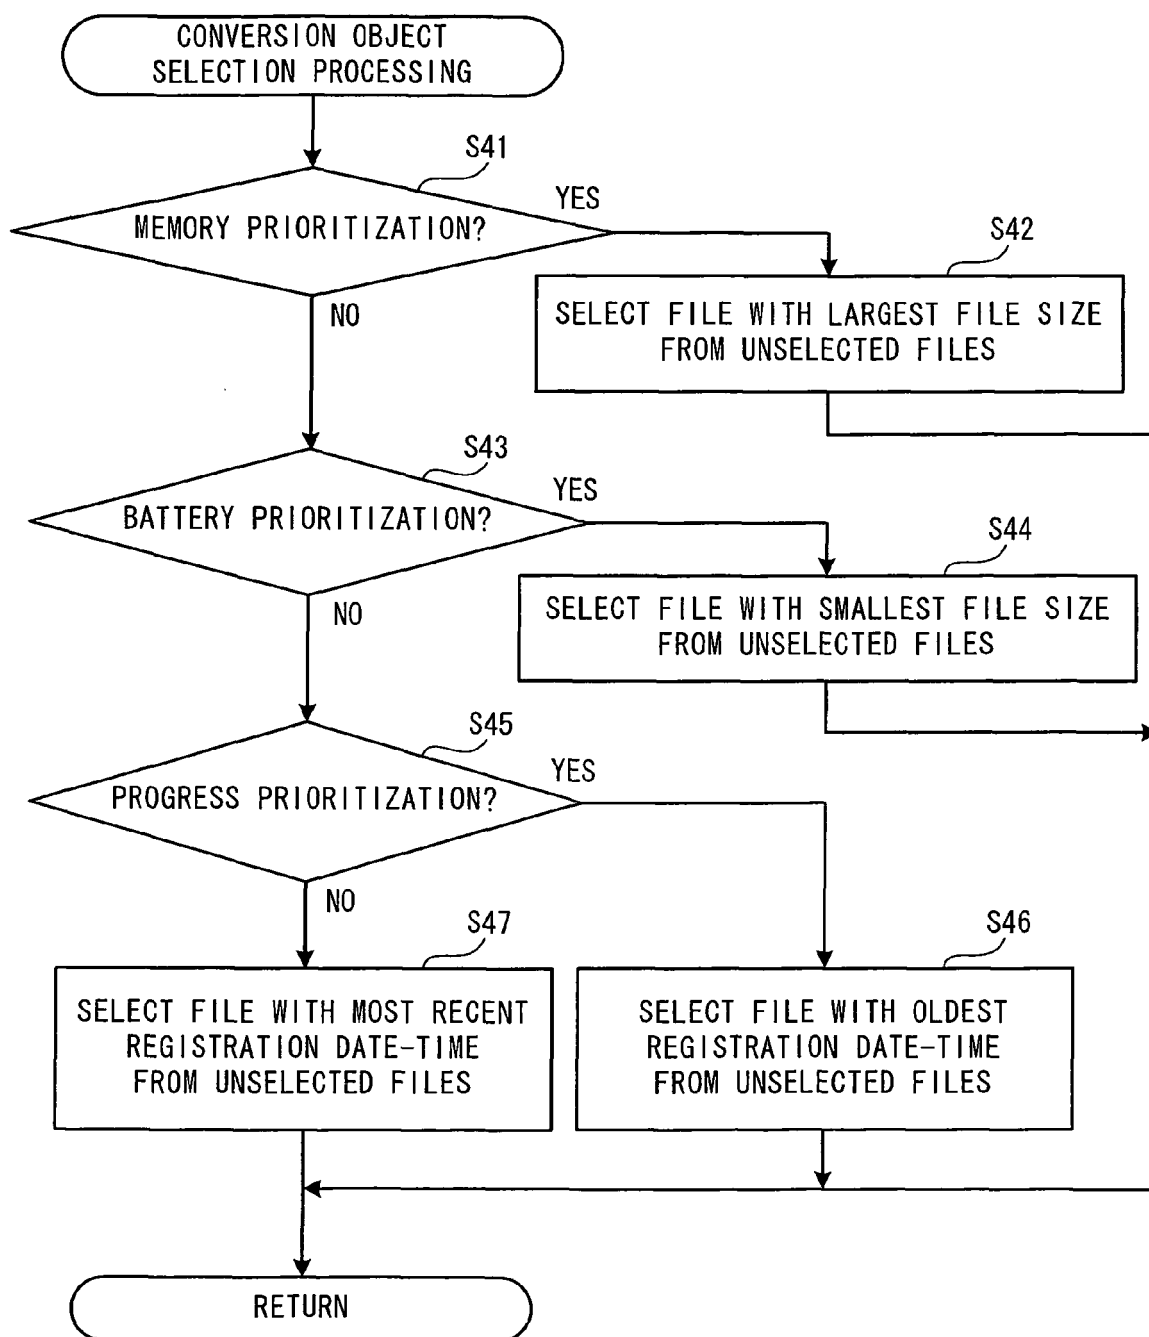 CONVERSION OBJECT
SELECTION PROCESSING
S41
MEMORY PRIORITIZATION?
YES
NO
S42
SELECT FILE WITH LARGEST FILE SIZE
FROM UNSELECTED FILES
S43
BATTERY PRIORITIZATION?
YES
NO
S44
SELECT FILE WITH SMALLEST FILE SIZE
FROM UNSELECTED FILES
S45
PROGRESS PRIORITIZATION?
YES
NO
S47
SELECT FILE WITH MOST RECENT
REGISTRATION DATE-TIME
FROM UNSELECTED FILES
S46
SELECT FILE WITH OLDEST
REGISTRATION DATE-TIME
FROM UNSELECTED FILES
RETURN